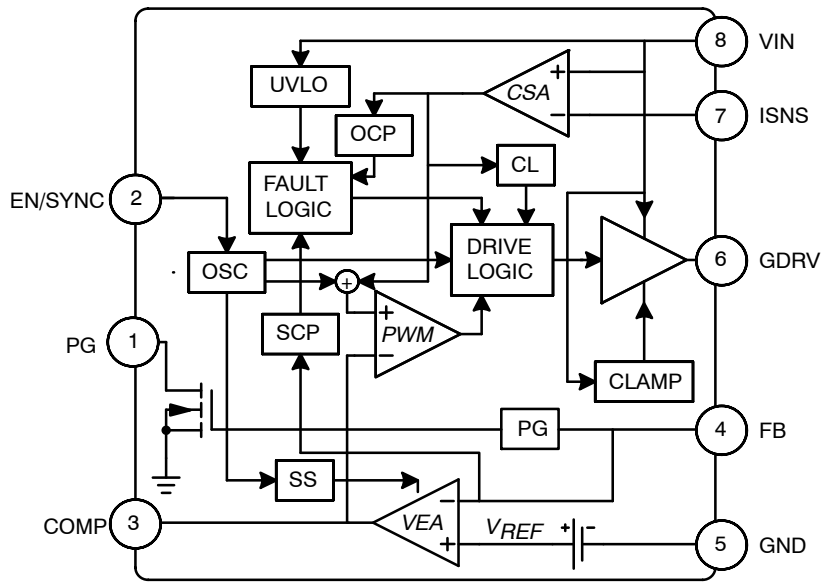 8 VIN
UVLO
+
CSA
−
7 ISNS
OCP
CL
EN/SYNC 2
FAULT
LOGIC
DRIVE
LOGIC
6 GDRV
OSC
+
SCP
+
PWM
−
PG 1
CLAMP
PG
4 FB
SS
−
VEA
+
VREF
+ −
COMP 3
5 GND